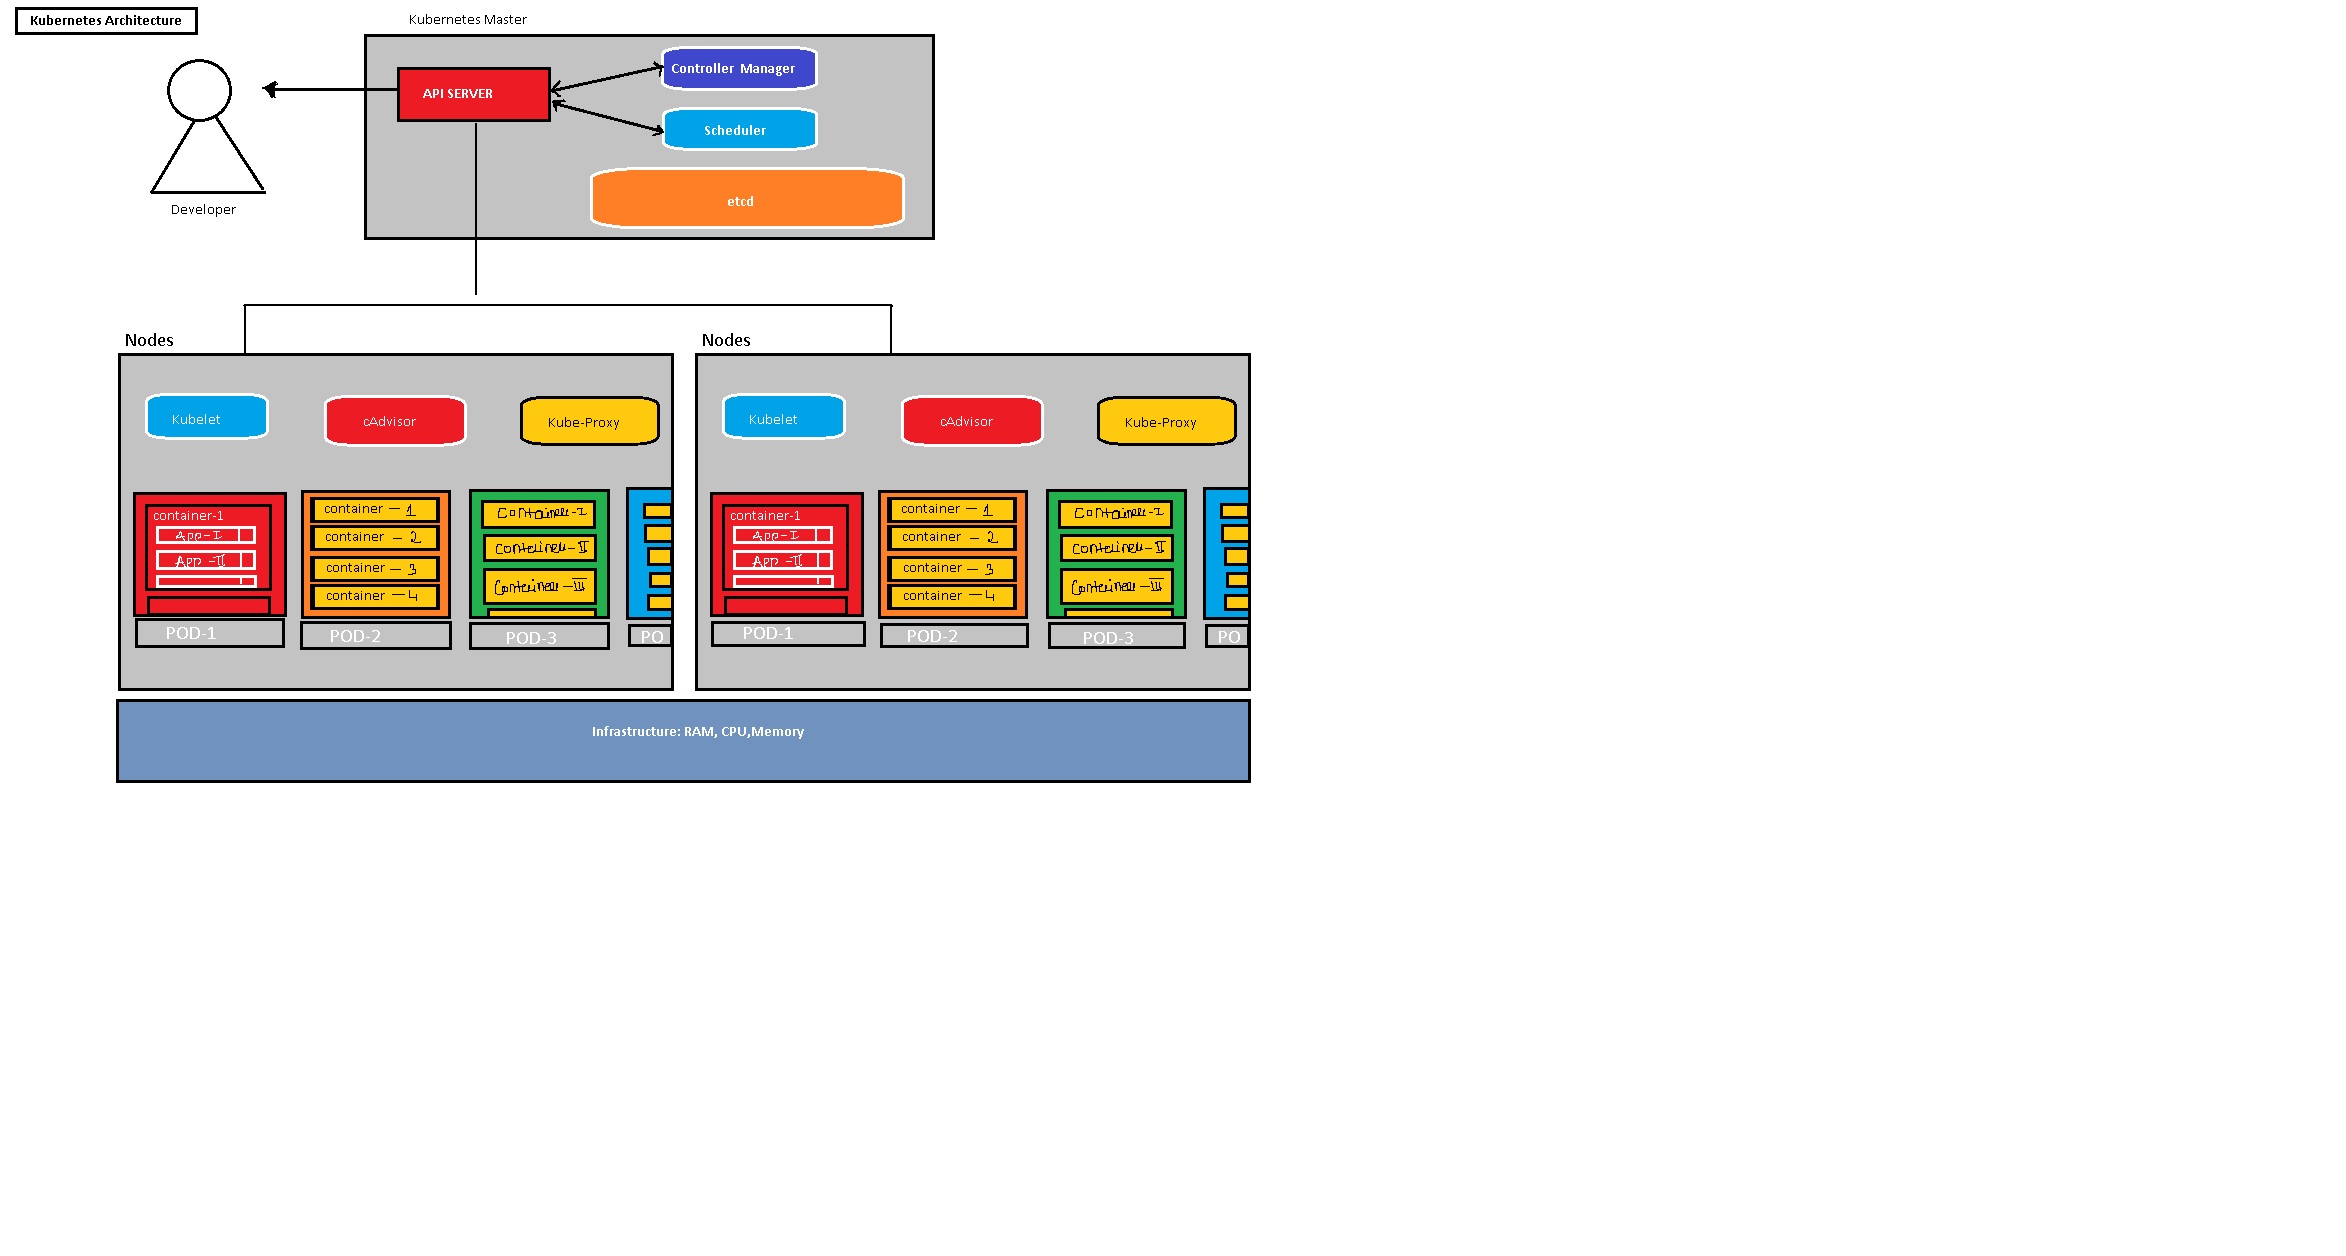 Kubernetes Architecture
Kubernetes Master
API SERVER
Controller Manager
Scheduler
etcd
Developer
Nodes
Kubelet
cAdvisor
Kube-Proxy
container-1
App-I
App-II
POD-1
container - 1
container - 2
container - 3
container - 4
POD-2
Container-I
Container-II
Container-III
POD-3
PO
Nodes
Kubelet
cAdvisor
Kube-Proxy
container-1
App-I
App-II
POD-1
container - 1
container - 2
container - 3
container - 4
POD-2
Container-I
Container-II
Container-III
POD-3
PO
Infrastructure: RAM, CPU,Memory